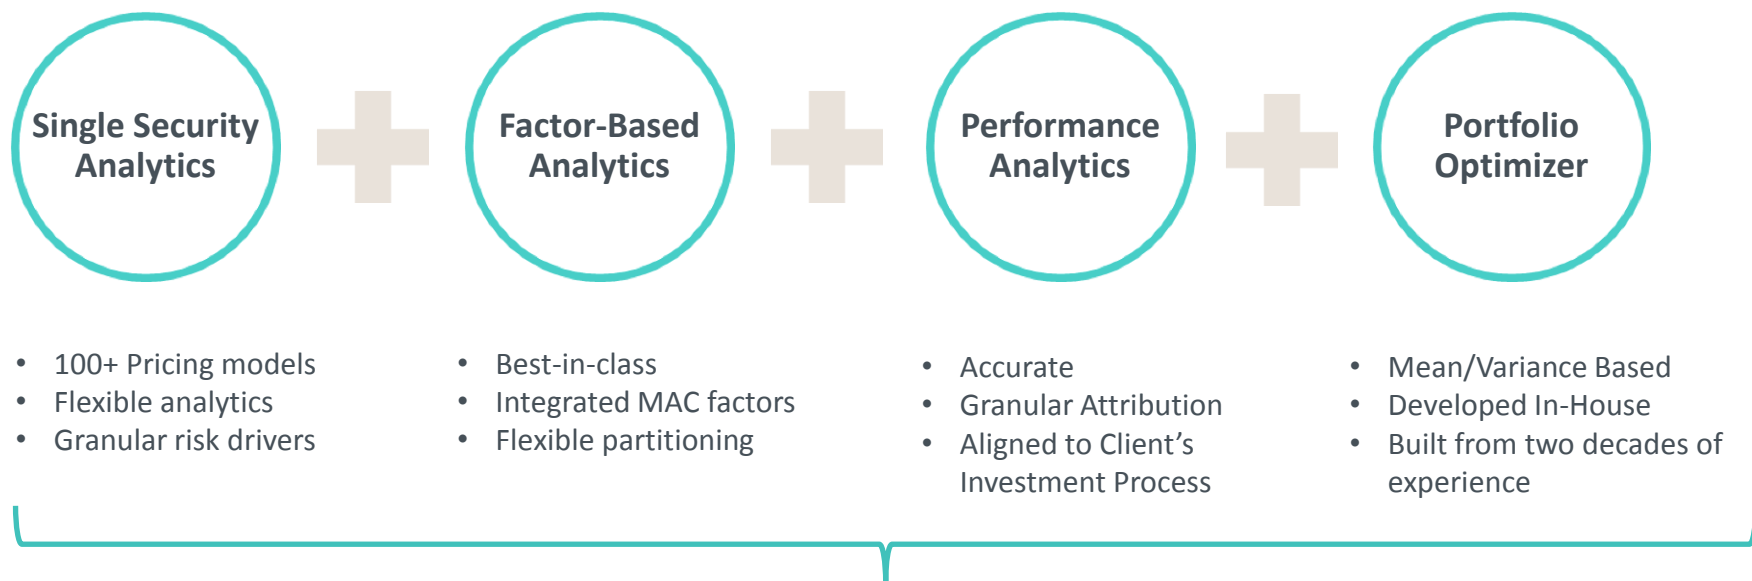 Single Security
Analytics
Factor-Based
Analytics
Performance
Analytics
Portfolio
Optimizer
• 100+ Pricing models
• Flexible analytics
• Granular risk drivers
• Best-in-class
• Integrated MAC factors
• Flexible partitioning
• Accurate
• Granular Attribution
• Aligned to Client’s
Investment Process
• Mean/Variance Based
• Developed In-House
• Built from two decades of
experience